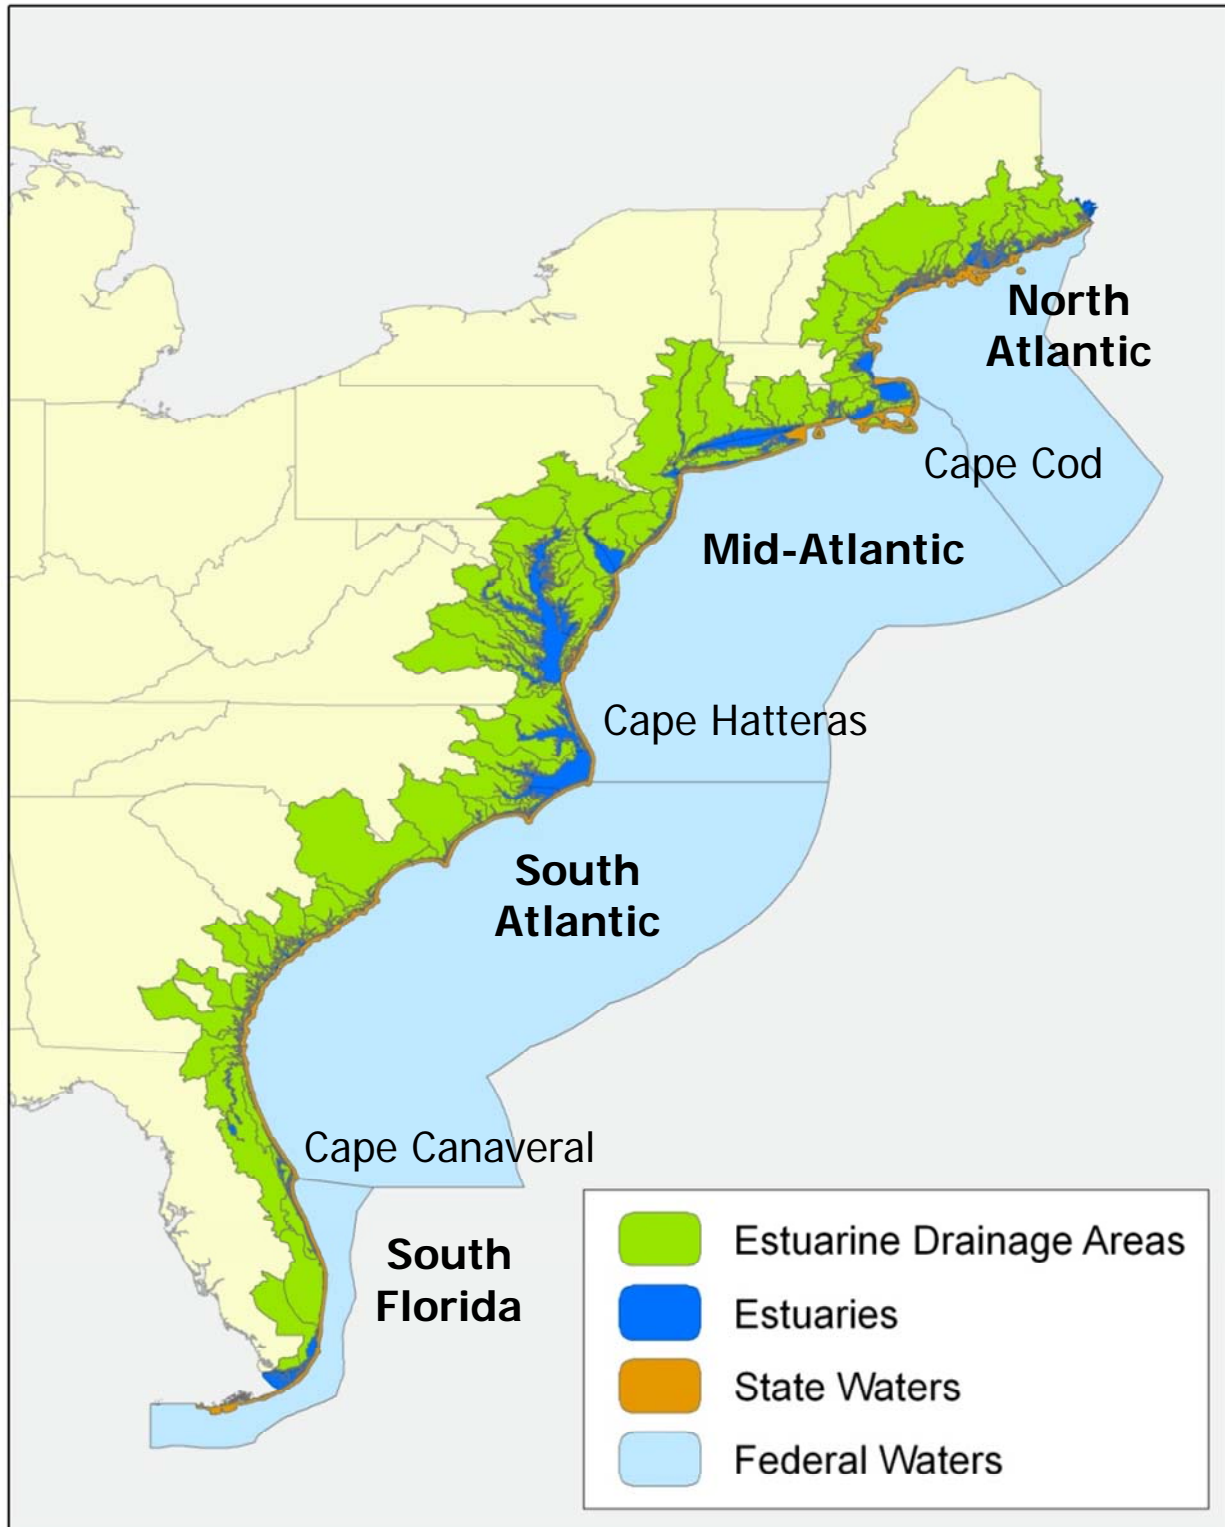 North
Atlantic
Cape Cod
Mid-Atlantic
Cape Hatteras
South
Atlantic
Cape Canaveral
South
Florida
Estuarine Drainage Areas
Estuaries
State Waters
Federal Waters